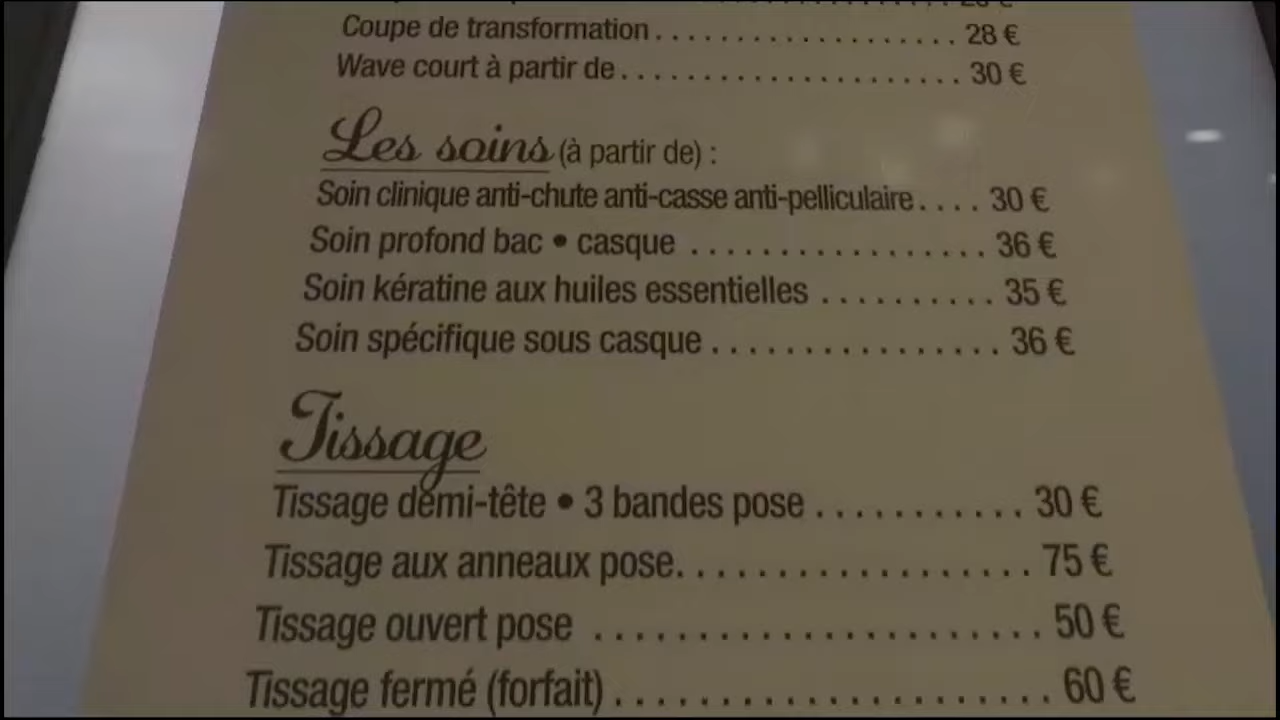 Coupe de transformation . . . . . . . . . . . . . . . . . . . . 28 €
Wave court à partir de . . . . . . . . . . . . . . . . . . . . . . 30 €
Les soins (à partir de) :
Soin clinique anti-chute anti-casse anti-pelliculaire . . . . 30 €
Soin profond bac • casque . . . . . . . . . . . . . . . . . 36 €
Soin kératine aux huiles essentielles . . . . . . . . . . 35 €
Soin spécifique sous casque . . . . . . . . . . . . . . . . 36 €
Tissage
Tissage demi-tête • 3 bandes pose . . . . . . . . . . . 30 €
Tissage aux anneaux pose. . . . . . . . . . . . . . . . . . 75 €
Tissage ouvert pose . . . . . . . . . . . . . . . . . . . . . . 50 €
Tissage fermé (forfait) . . . . . . . . . . . . . . . . . . . . . 60 €